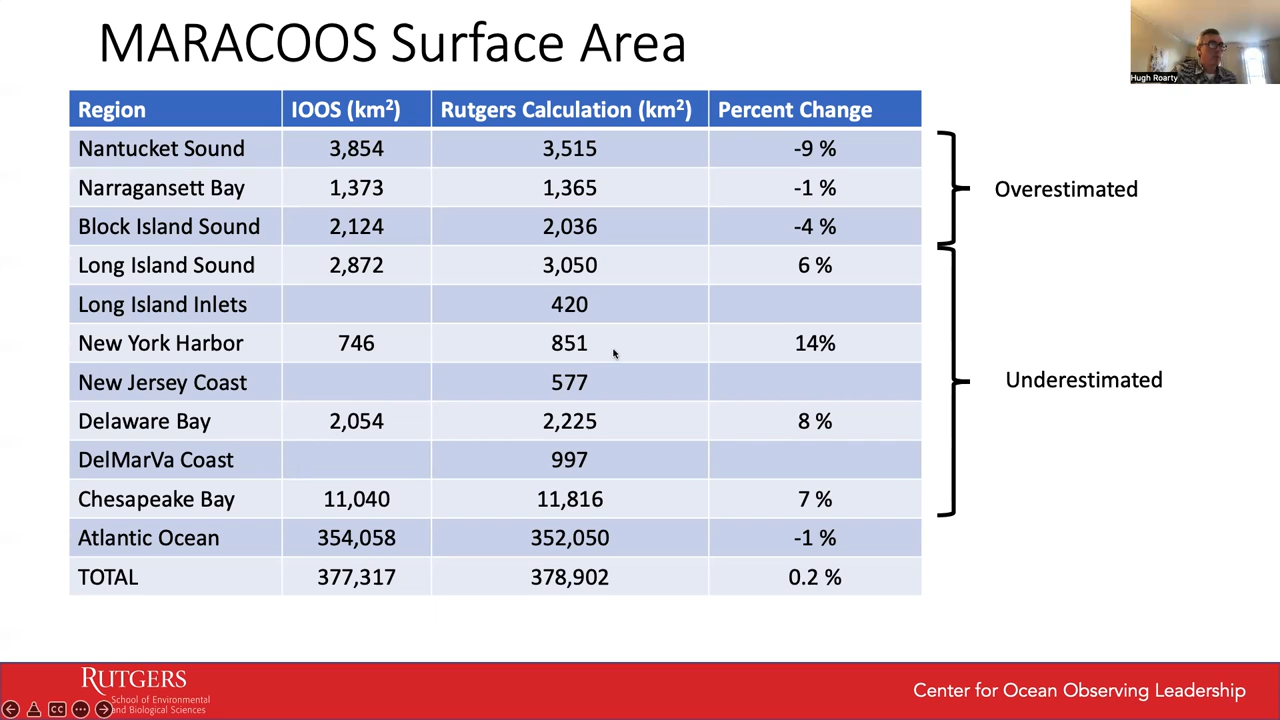 MARACOOS Surface Area
Hugh Roarty
Region IOOS (km²) Rutgers Calculation (km²) Percent Change
Nantucket Sound 3,854 3,515 -9 %
Narragansett Bay 1,373 1,365 -1 %
Block Island Sound 2,124 2,036 -4 %
Overestimated
Long Island Sound 2,872 3,050 6 %
Long Island Inlets 420
New York Harbor 746 851 14%
New Jersey Coast 577
Delaware Bay 2,054 2,225 8 %
DelMarVa Coast 997
Chesapeake Bay 11,040 11,816 7 %
Underestimated
Atlantic Ocean 354,058 352,050 -1 %
TOTAL 377,317 378,902 0.2 %
RUTGERS
School of Environmental
and Biological Sciences
CC
Center for Ocean Observing Leadership